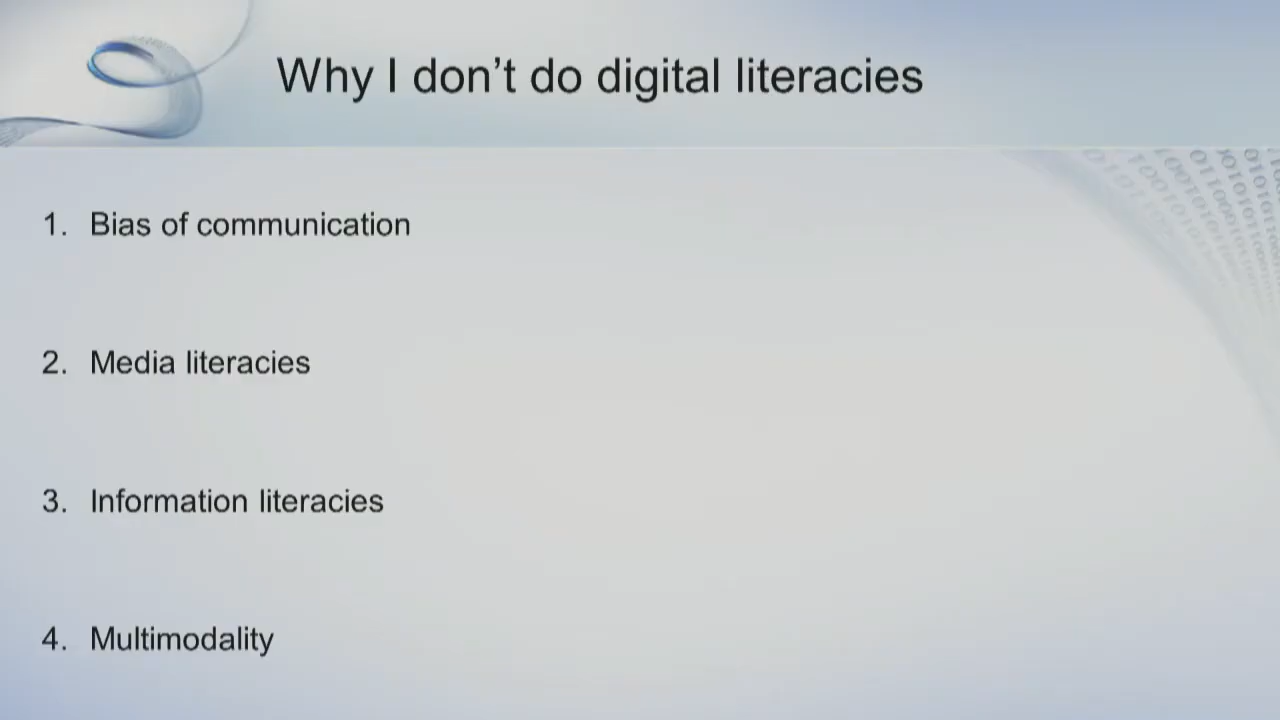 Why I don't do digital literacies
1. Bias of communication
2. Media literacies
3. Information literacies
4. Multimodality